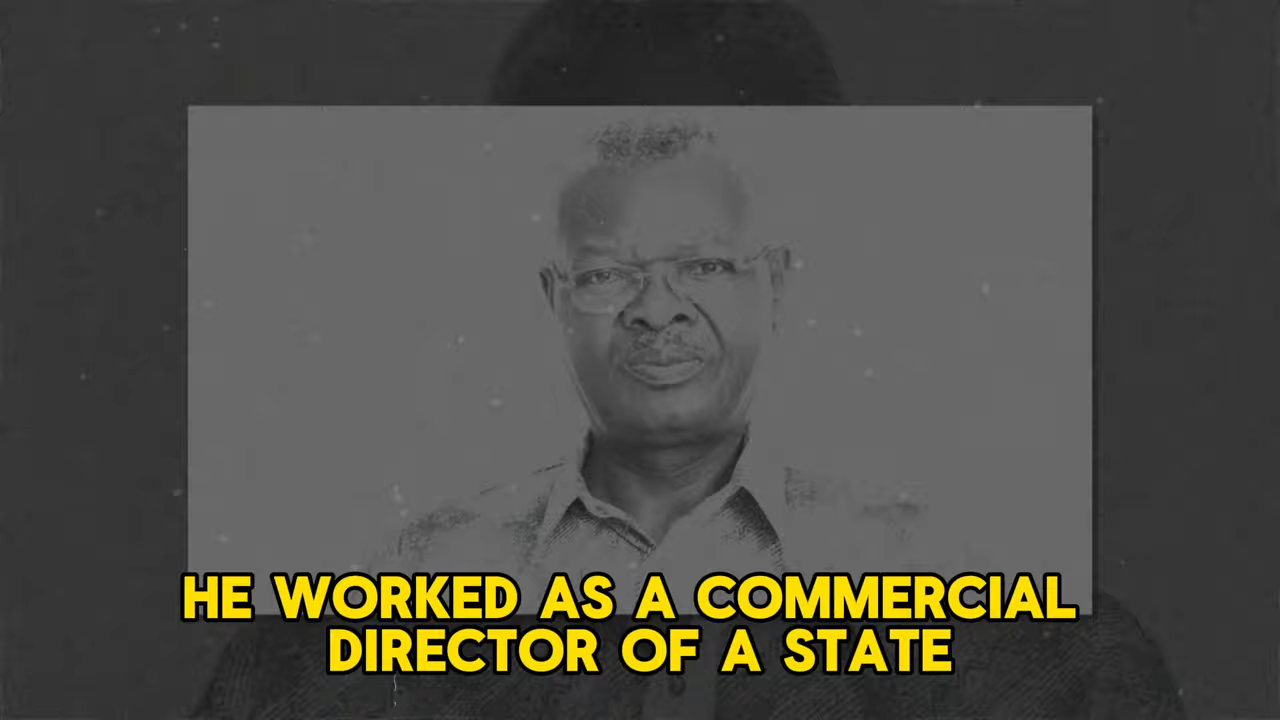 HE WORKED AS A COMMERCIAL
DIRECTOR OF A STATE